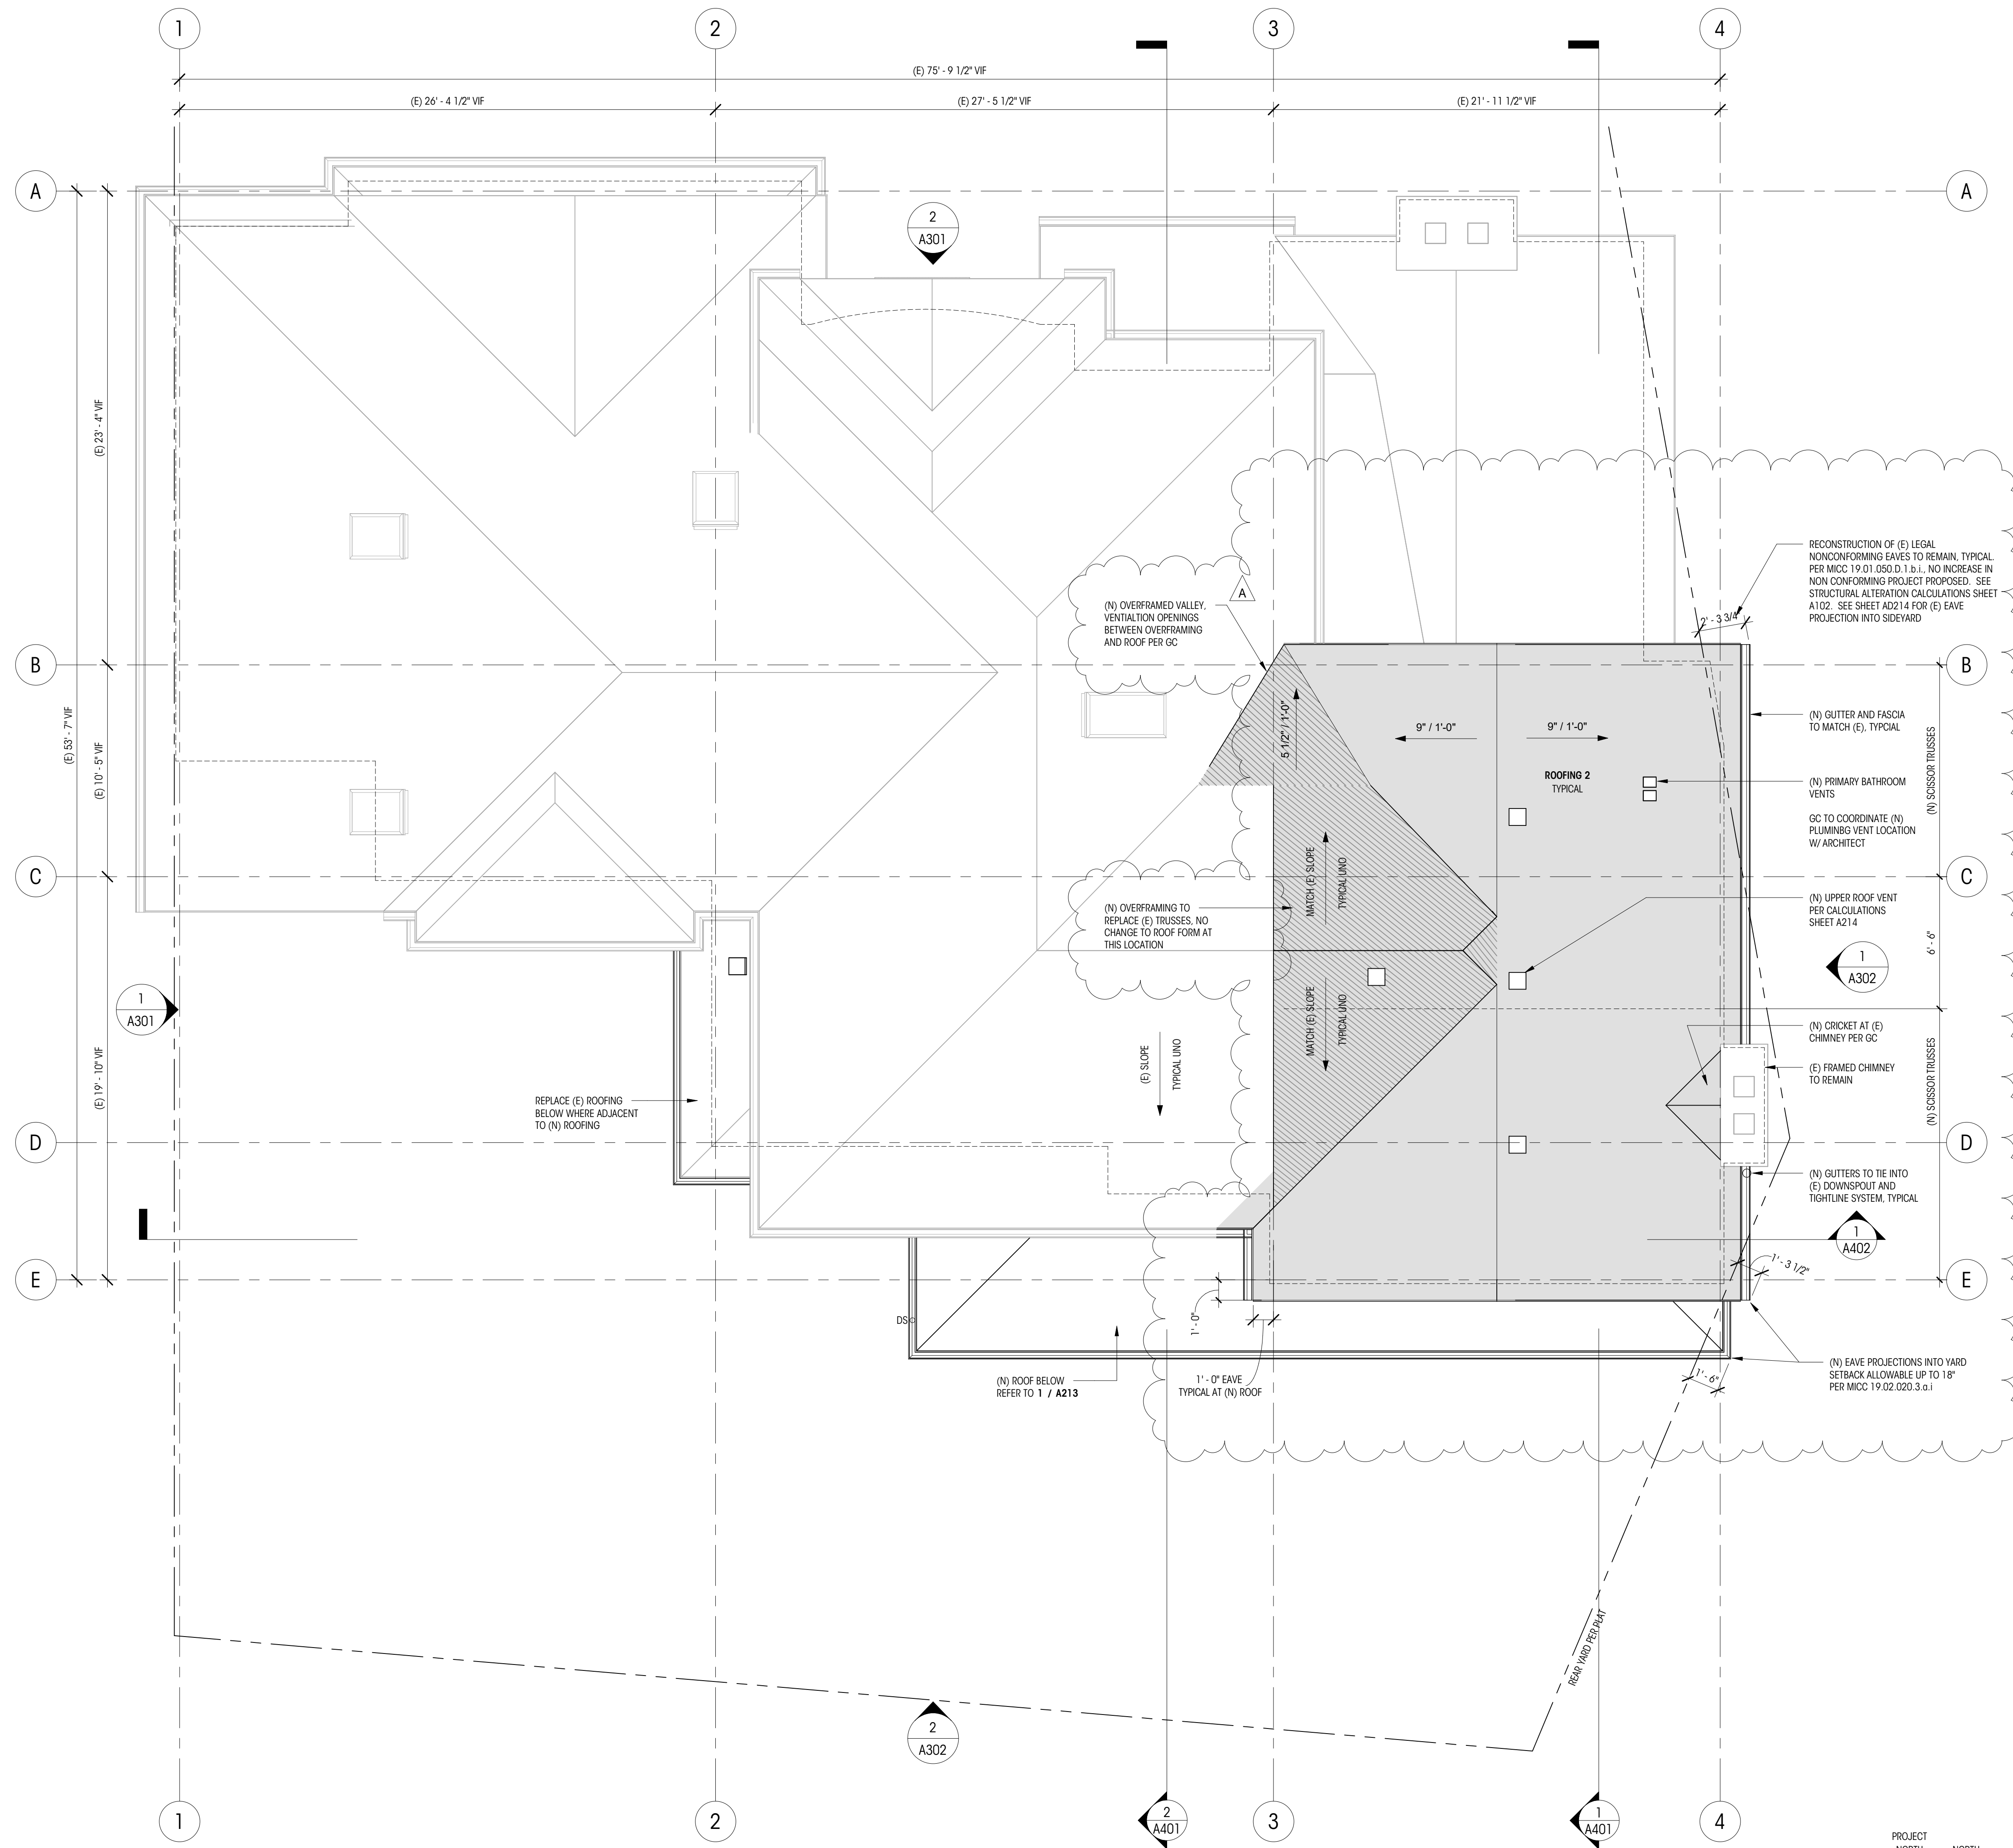 1
2
3
4
(E) 75' - 9 1/2" VIF
(E) 26' - 4 1/2" VIF
(E) 27' - 5 1/2" VIF
(E) 21' - 11 1/2" VIF
A
A
2
A301
(E) 23' - 4" VIF
RECONSTRUCTION OF (E) LEGAL
NONCONFORMING EAVES TO REMAIN, TYPICAL.
PER MICC 19.01.050.D.1.b.i., NO INCREASE IN
NON CONFORMING PROJECT PROPOSED. SEE
STRUCTURAL ALTERATION CALCULATIONS SHEET
A102. SEE SHEET AD214 FOR (E) EAVE
PROJECTION INTO SIDEYARD
A
(N) OVERFRAMED VALLEY,
VENTIALTION OPENINGS
BETWEEN OVERFRAMING
AND ROOF PER GC
2' - 3 3/4"
B
B
(E) 53' - 7" VIF
(E) 10' - 5" VIF
5 1/2" / 1'-0"
9" / 1'-0"
9" / 1'-0"
(N) GUTTER AND FASCIA
TO MATCH (E), TYPCIAL
(N) SCISSOR TRUSSES
ROOFING 2
TYPICAL
(N) PRIMARY BATHROOM
VENTS
GC TO COORDINATE (N)
PLUMINBG VENT LOCATION
W/ ARCHITECT
C
C
MATCH (E) SLOPE
TYPICAL UNO
(N) OVERFRAMING TO
REPLACE (E) TRUSSES, NO
CHANGE TO ROOF FORM AT
THIS LOCATION
(N) UPPER ROOF VENT
PER CALCULATIONS
SHEET A214
6' - 6"
1
A302
1
A301
MATCH (E) SLOPE
TYPICAL UNO
(N) CRICKET AT (E)
CHIMNEY PER GC
(E) SLOPE
TYPICAL UNO
(E) 19' - 10" VIF
(E) FRAMED CHIMNEY
TO REMAIN
(N) SCISSOR TRUSSES
REPLACE (E) ROOFING
BELOW WHERE ADJACENT
TO (N) ROOFING
D
D
(N) GUTTERS TO TIE INTO
(E) DOWNSPOUT AND
TIGHTLINE SYSTEM, TYPICAL
1
A402
1' - 3 1/2"
E
E
DS
1' - 0"
(N) ROOF BELOW
REFER TO 1 / A213
1' - 0" EAVE
TYPICAL AT (N) ROOF
1' - 6"
(N) EAVE PROJECTIONS INTO YARD
SETBACK ALLOWABLE UP TO 18"
PER MICC 19.02.020.3.a.i
REAR YARD PER PLAT
2
A302
1
2
2
A401
3
1
A401
4
PROJECT
NORTH
NORTH